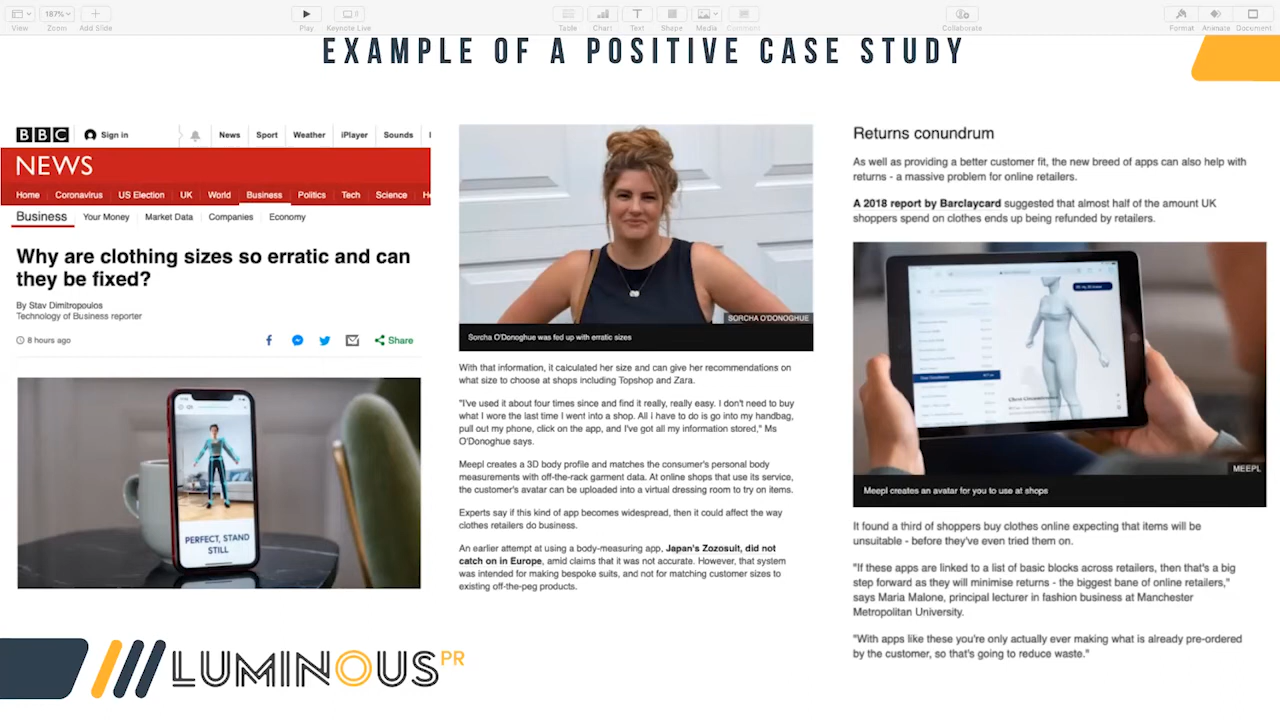 187%
View
Zoom
Add Slide
Play
Keynote Live
Table
Chart
Text
Shape
Media
Comment
Collaborate
Format
Animate
Document
EXAMPLE OF A POSITIVE CASE STUDY
BBC
Sign in
News
Sport
Weather
iPlayer
Sounds
NEWS
Home
Coronavirus
US Election
UK
World
Business
Politics
Tech
Science
Business
Your Money
Market Data
Companies
Economy
Why are clothing sizes so erratic and can
they be fixed?
By Stav Dimitropoulos
Technology of Business reporter
8 hours ago
Share
PERFECT, STAND
STILL
LUMINOUS PR
SORCHA O'DONOGHUE
Sorcha O'Donoghue was fed up with erratic sizes
With that information, it calculated her size and can give her recommendations on
what size to choose at shops including Topshop and Zara.
"I've used it about four times since and find it really, really easy. I don't need to buy
what I wore the last time I went into a shop. All I have to do is go into my handbag,
pull out my phone, click on the app, and I've got all my information stored," Ms
O'Donoghue says.
Meepl creates a 3D body profile and matches the consumer's personal body
measurements with off-the-rack garment data. At online shops that use its service,
the customer's avatar can be uploaded into a virtual dressing room to try on items.
Experts say if this kind of app becomes widespread, then it could affect the way
clothes retailers do business.
An earlier attempt at using a body-measuring app, Japan's Zozosuit, did not
catch on in Europe, amid claims that it was not accurate. However, that system
was intended for making bespoke suits, and not for matching customer sizes to
existing off-the-peg products.
Returns conundrum
As well as providing a better customer fit, the new breed of apps can also help with
returns - a massive problem for online retailers.
A 2018 report by Barclaycard suggested that almost half of the amount UK
shoppers spend on clothes ends up being refunded by retailers.
MEEPL
Meepl creates an avatar for you to use at shops
It found a third of shoppers buy clothes online expecting that items will be
unsuitable - before they've even tried them on.
"If these apps are linked to a list of basic blocks across retailers, then that's a big
step forward as they will minimise returns - the biggest bane of online retailers,"
says Maria Malone, principal lecturer in fashion business at Manchester
Metropolitan University.
"With apps like these you're only actually ever making what is already pre-ordered
by the customer, so that's going to reduce waste."